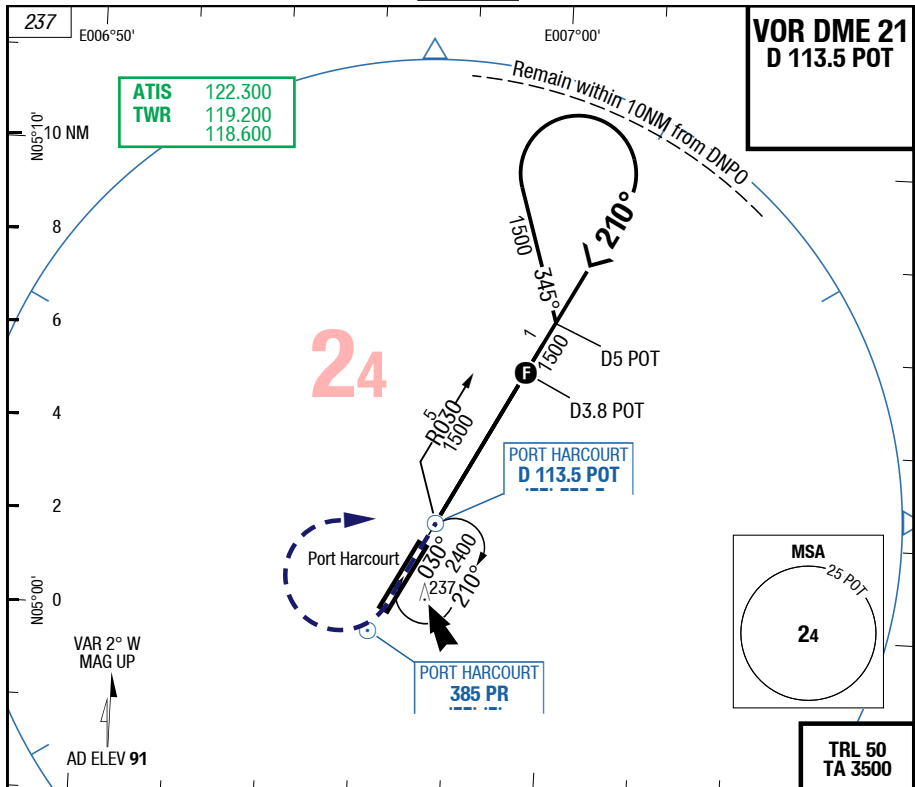 237
E006°50'
E007°00'
VOR DME 21
D 113.5 POT
ATIS 122.300
TWR 119.200
118.600
Remain within 10NM from DNPO
N05°10'
10 NM
8
6
4
2
0
N05°00'
210°
1500
345°
1
1500
D5 POT
F
D3.8 POT
24
5
R030
1500
PORT HARCOURT
D 113.5 POT
Port Harcourt
030°
2400
210°
237
PORT HARCOURT
385 PR
MSA
25 POT
24
VAR 2° W
MAG UP
AD ELEV 91
TRL 50
TA 3500